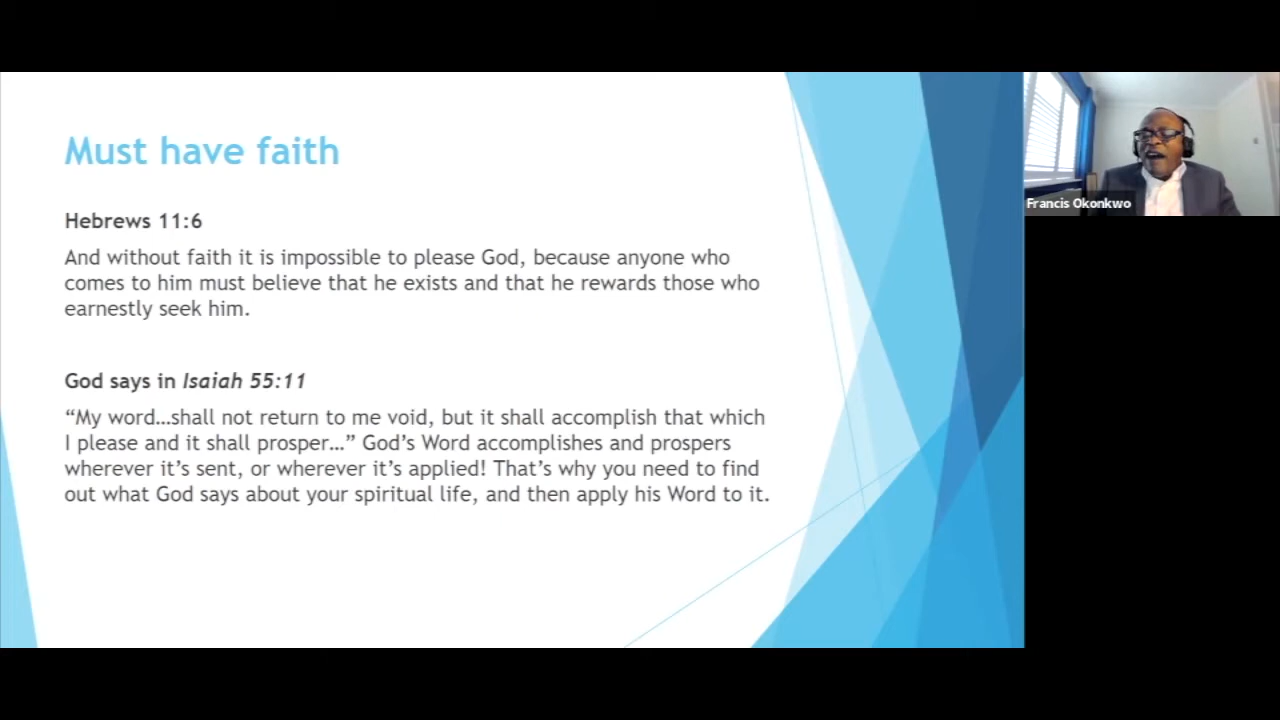 Must have faith
Hebrews 11:6
And without faith it is impossible to please God, because anyone who
comes to him must believe that he exists and that he rewards those who
earnestly seek him.
God says in Isaiah 55:11
“My word…shall not return to me void, but it shall accomplish that which
I please and it shall prosper…” God’s Word accomplishes and prospers
wherever it’s sent, or wherever it’s applied! That’s why you need to find
out what God says about your spiritual life, and then apply his Word to it.
Francis Okonkwo